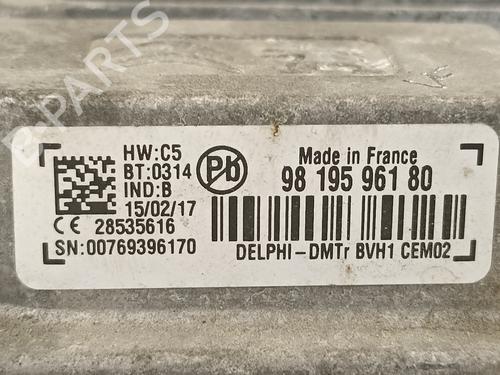 B-PARTS
HW:C5
BT:0314
IND:B
15/02/17
CE 28535616
SN:00769396170
Pb
Made in France
98 195 961 80
DELPHI-DMTr BVH1 CEM02